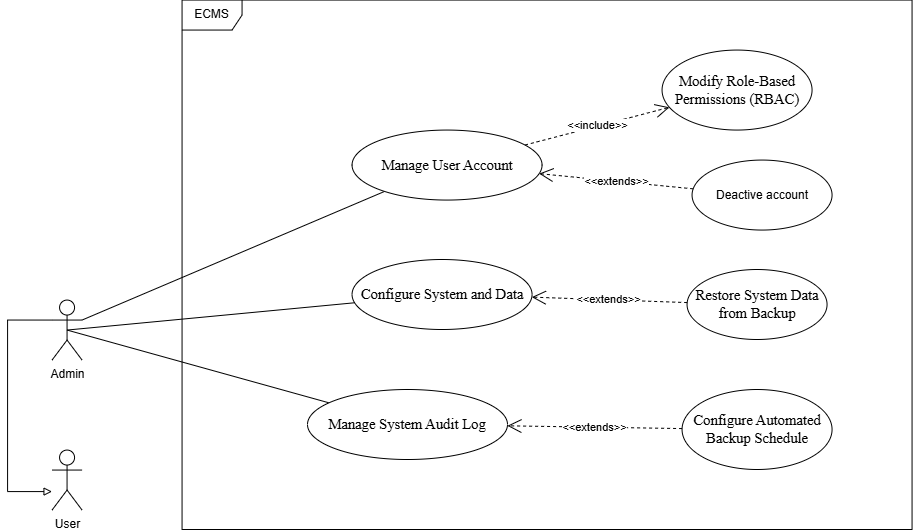 ECMS
Modify Role-Based
Permissions (RBAC)
<<include>>
Manage User Account
<<extends>>
Deactive account
Configure System and Data
<<extends>>
Restore System Data
from Backup
Admin
Manage System Audit Log
<<extends>>
Configure Automated
Backup Schedule
User